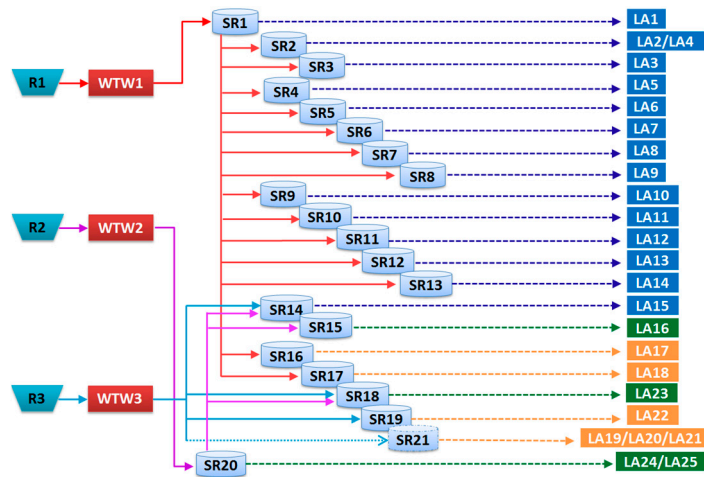 SR1 LA1
SR2 LA2/LA4
SR3 LA3
R1 WTW1
SR4 LA5
SR5 LA6
SR6 LA7
SR7 LA8
SR8 LA9
SR9 LA10
SR10 LA11
R2 WTW2
SR11 LA12
SR12 LA13
SR13 LA14
SR14 LA15
SR15 LA16
SR16 LA17
SR17 LA18
R3 WTW3
SR18 LA23
SR19 LA22
SR21 LA19/LA20/LA21
SR20 LA24/LA25